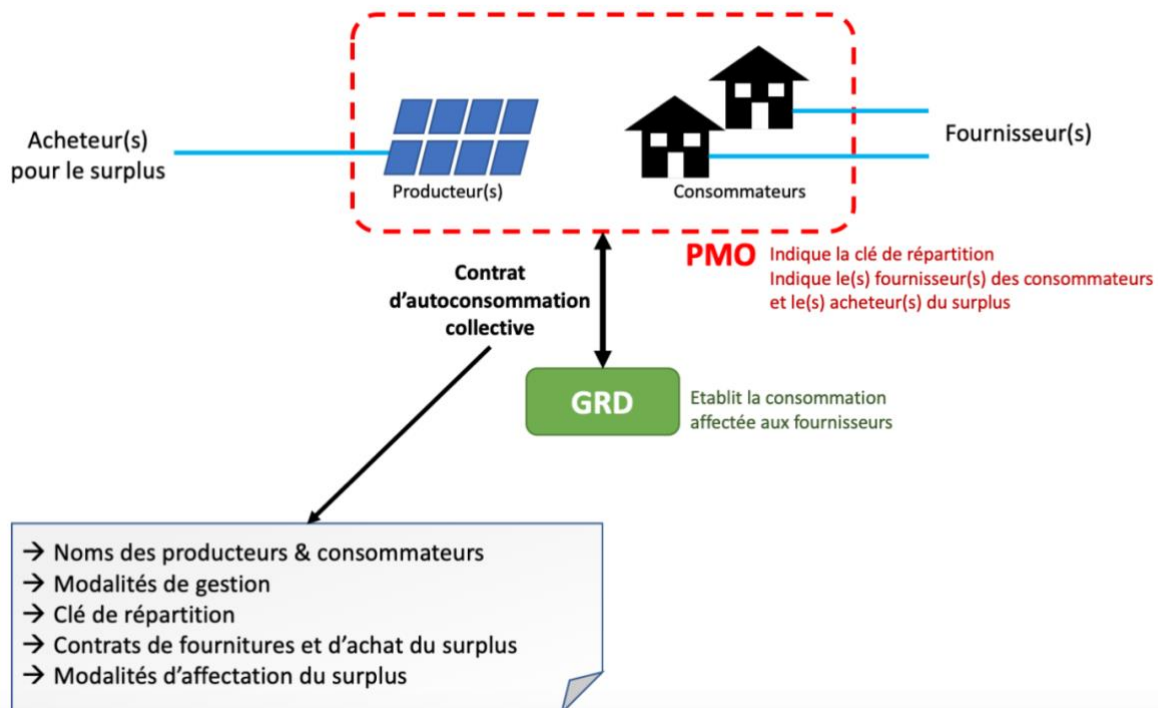 Acheteur(s)
pour le surplus
Producteur(s)
Consommateurs
Fournisseur(s)
PMO
Indique la clé de répartition
Indique le(s) fournisseur(s) des consommateurs
et le(s) acheteur(s) du surplus
Contrat
d'autoconsommation
collective
GRD
Etablit la consommation
affectée aux fournisseurs
→ Noms des producteurs & consommateurs
→ Modalités de gestion
→ Clé de répartition
→ Contrats de fournitures et d'achat du surplus
→ Modalités d'affectation du surplus